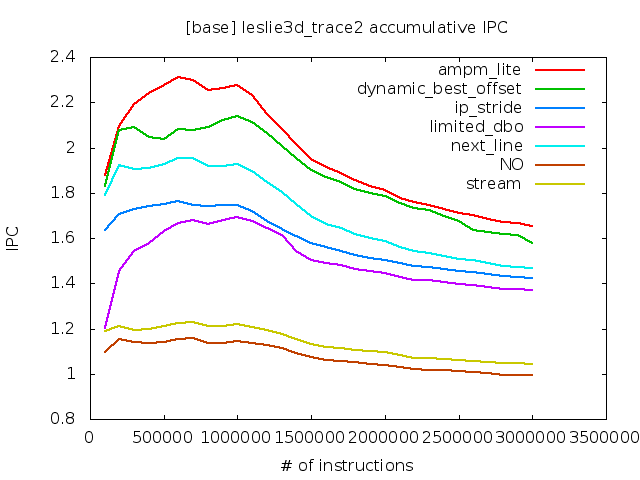 [base] leslie3d_trace2 accumulative IPC
2.4
2.2
2
1.8
1.6
1.4
1.2
1
0.8
IPC
ampm_lite
dynamic_best_offset
ip_stride
limited_dbo
next_line
NO
stream
0 500000 1000000 1500000 2000000 2500000 3000000 3500000
# of instructions